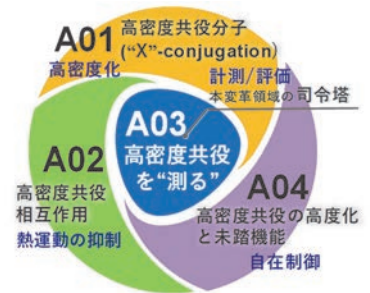 A01 高密度共役分子
("X"-conjugation)
高密度化
計測/評価
本変革領域の司令塔
A03
高密度共役
を“測る”
A02
高密度共役
相互作用
熱運動の抑制
A04
高密度共役の高度化
と未踏機能
自在制御